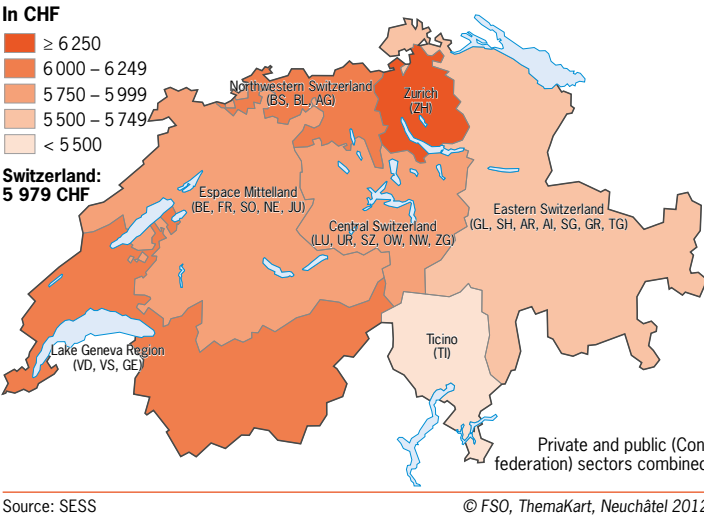 In CHF
≥ 6 250
6 000 – 6 249
5 750 – 5 999
5 500 – 5 749
< 5 500
Switzerland:
5 979 CHF
Northwestern Switzerland
(BS, BL, AG)
Zurich
(ZH)
Espace Mittelland
(BE, FR, SO, NE, JU)
Central Switzerland
(LU, UR, SZ, OW, NW, ZG)
Eastern Switzerland
(GL, SH, AR, AI, SG, GR, TG)
Lake Geneva Region
(VD, VS, GE)
Ticino
(TI)
Private and public (Con
federation) sectors combined
Source: SESS
© FSO, ThemaKart, Neuchâtel 2012